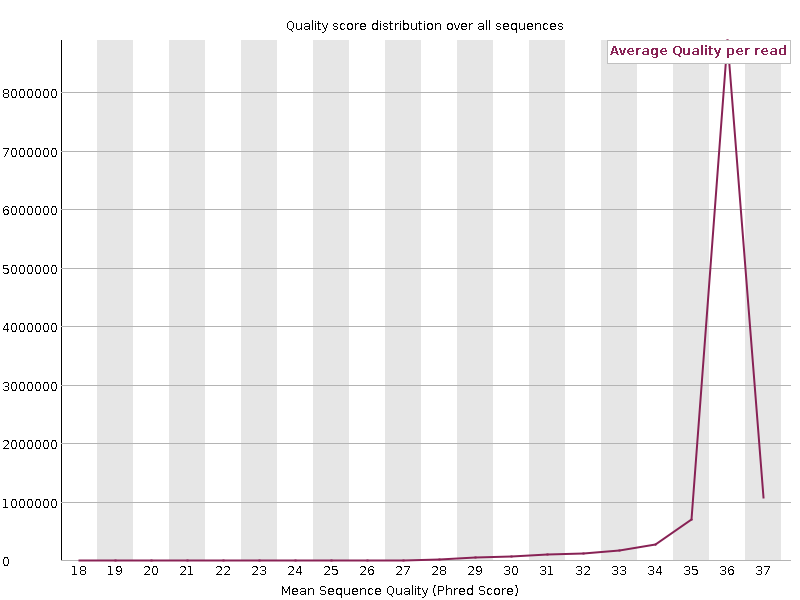 Quality score distribution over all sequences
Average Quality per read
8000000
7000000
6000000
5000000
4000000
3000000
2000000
1000000
0
18 19 20 21 22 23 24 25 26 27 28 29 30 31 32 33 34 35 36 37
Mean Sequence Quality (Phred Score)